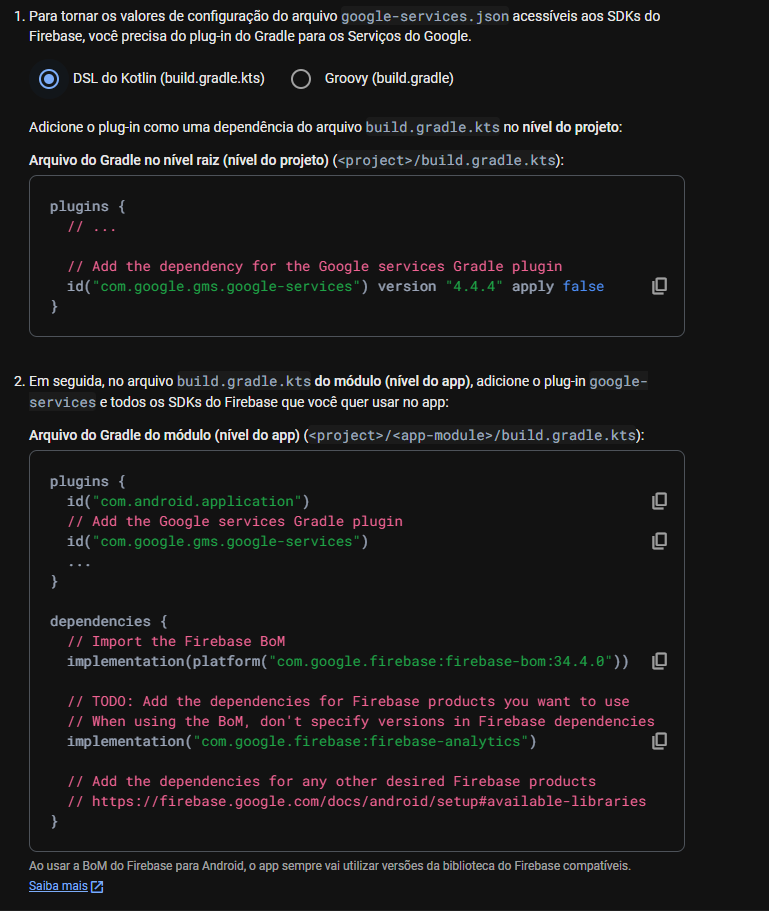 1. Para tornar os valores de configuração do arquivo google-services.json acessíveis aos SDKs do
Firebase, você precisa do plug-in do Gradle para os Serviços do Google.
DSL do Kotlin (build.gradle.kts) Groovy (build.gradle)
Adicione o plug-in como uma dependência do arquivo build.gradle.kts no nível do projeto:
Arquivo do Gradle no nível raiz (nível do projeto) (<project>/build.gradle.kts):
plugins {
  // ...
  // Add the dependency for the Google services Gradle plugin
  id("com.google.gms.google-services") version "4.4.4" apply false
}
2. Em seguida, no arquivo build.gradle.kts do módulo (nível do app), adicione o plug-in google-
services e todos os SDKs do Firebase que você quer usar no app:
Arquivo do Gradle do módulo (nível do app) (<project>/<app-module>/build.gradle.kts):
plugins {
  id("com.android.application")
  // Add the Google services Gradle plugin
  id("com.google.gms.google-services")
  ...
}
dependencies {
  // Import the Firebase BoM
  implementation(platform("com.google.firebase:firebase-bom:34.4.0"))
  // TODO: Add the dependencies for Firebase products you want to use
  // When using the BoM, don't specify versions in Firebase dependencies
  implementation("com.google.firebase:firebase-analytics")
  // Add the dependencies for any other desired Firebase products
  // https://firebase.google.com/docs/android/setup#available-libraries
}
Ao usar a BoM do Firebase para Android, o app sempre vai utilizar versões da biblioteca do Firebase compatíveis.
Saiba mais